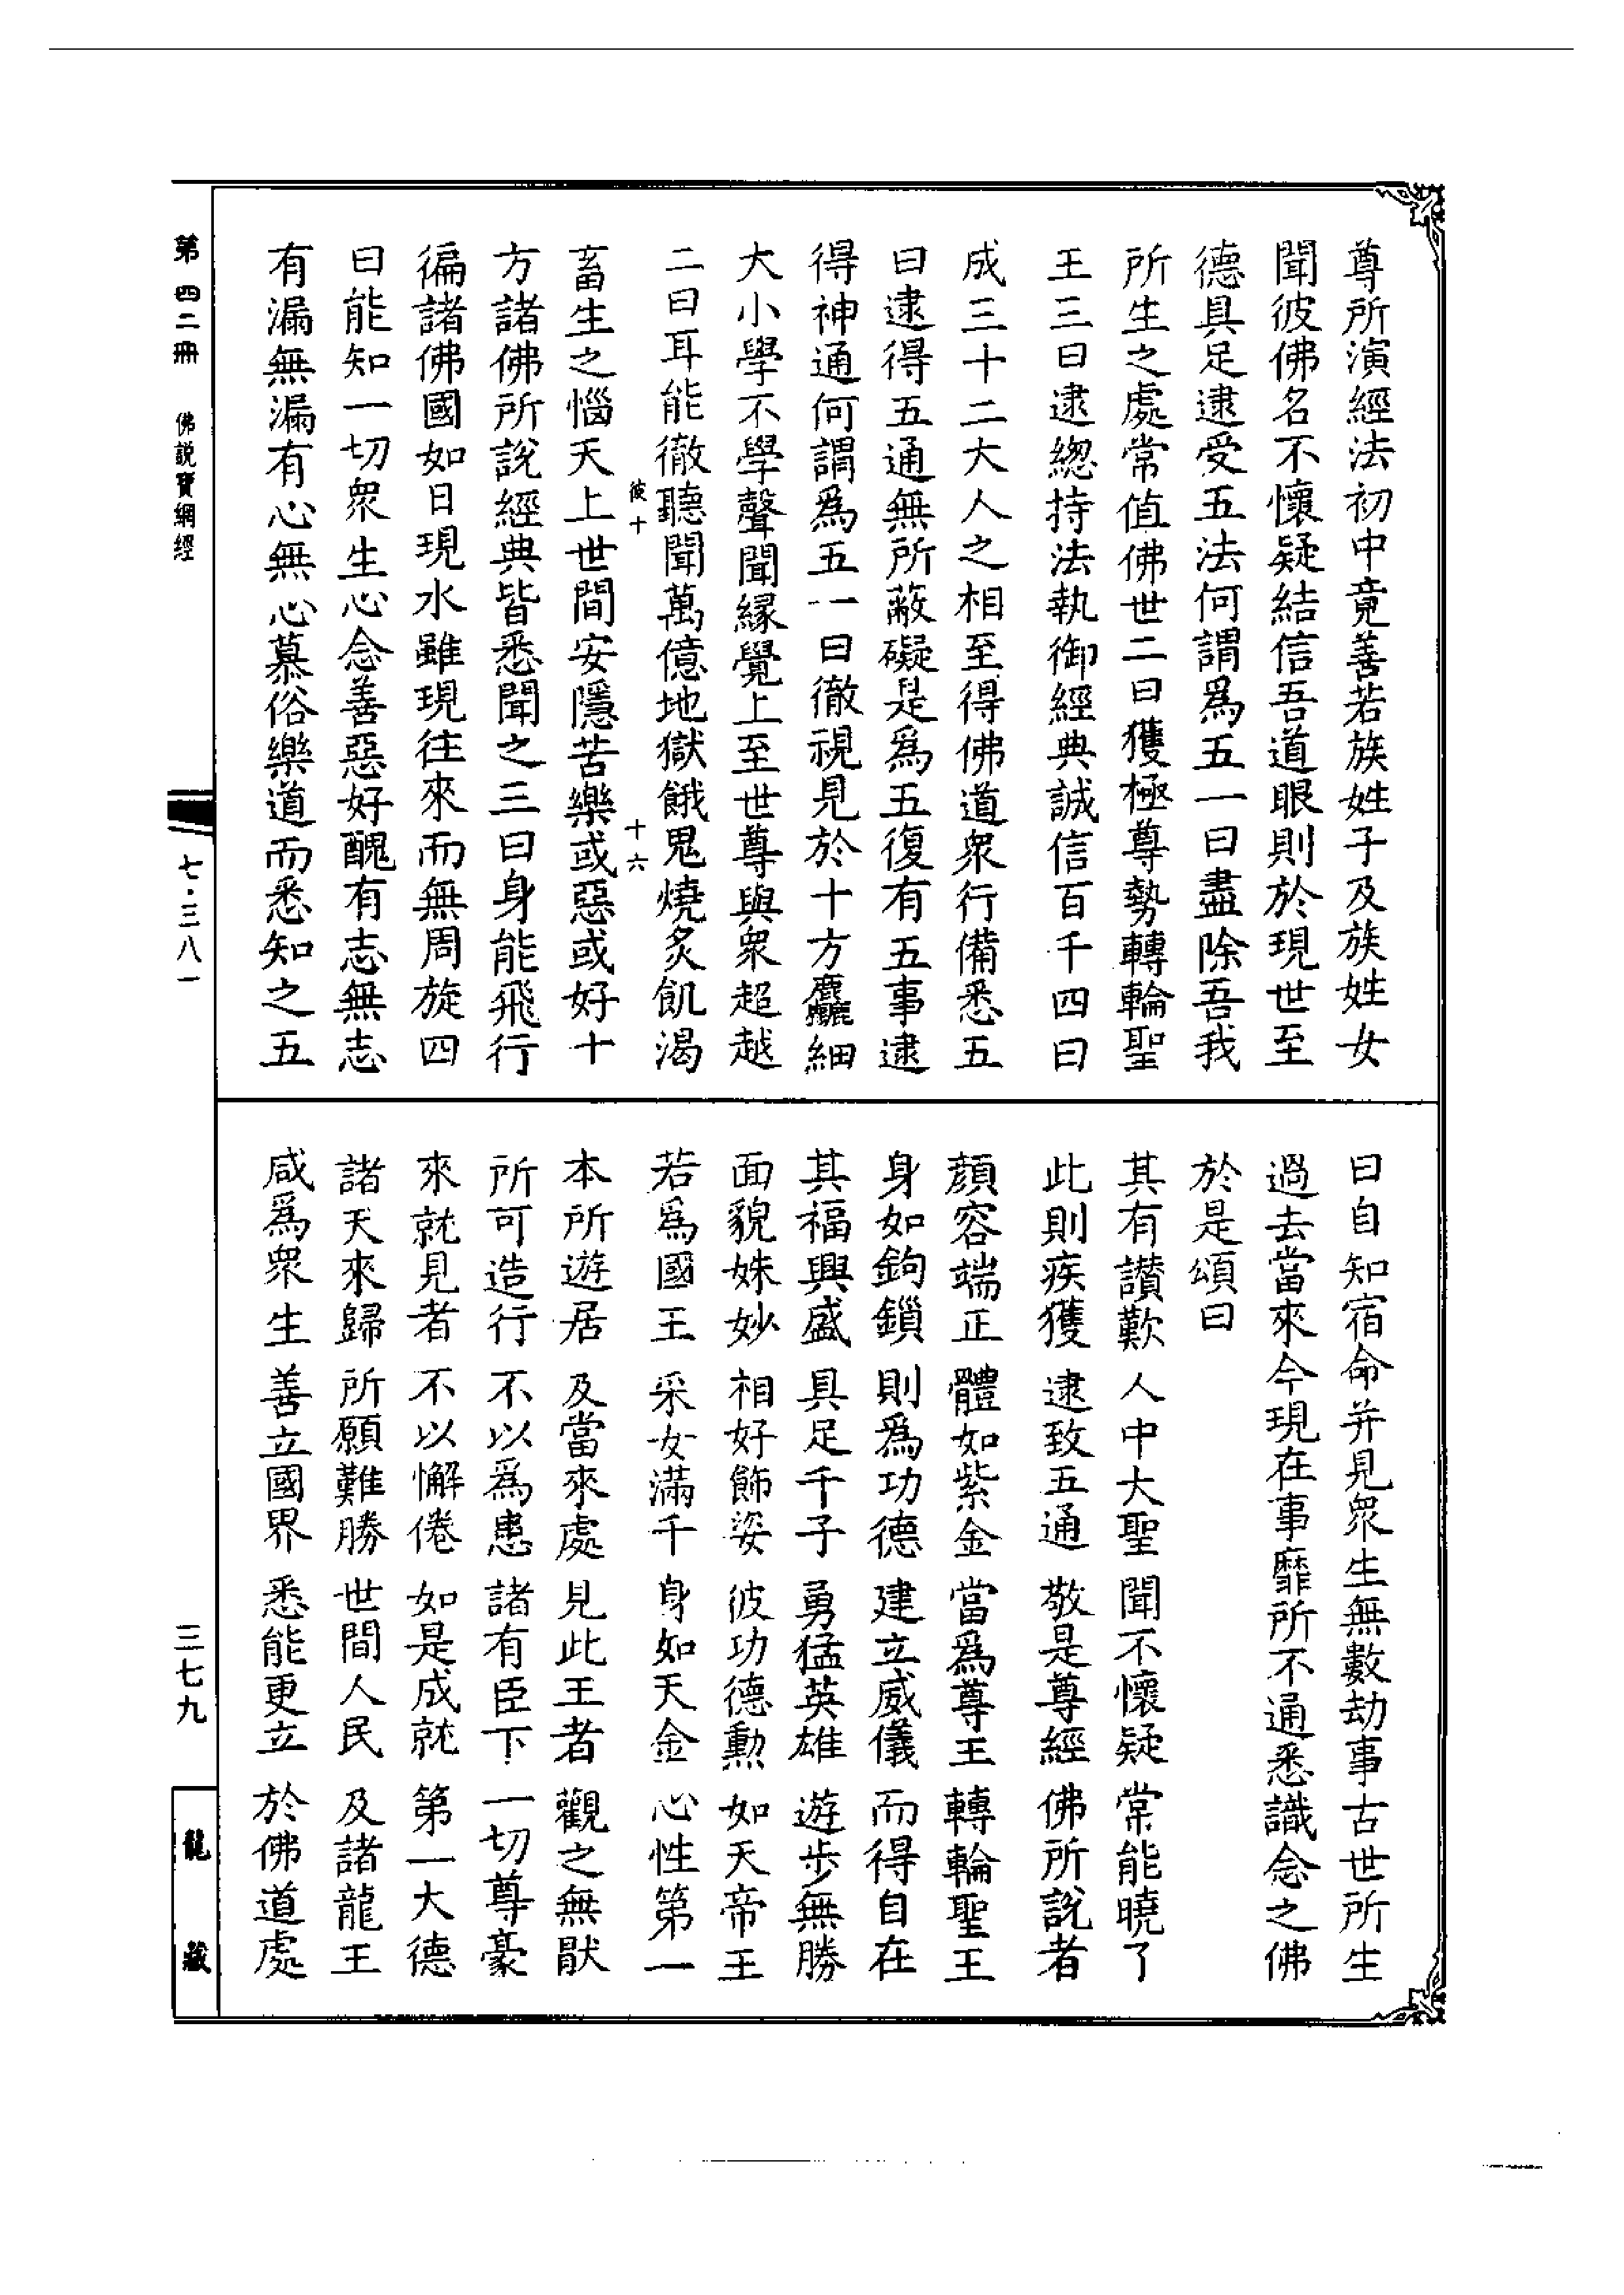 尊所演經法初中竟善若族姓子及族姓女
聞彼佛名不懷疑結信吾道眼則於現世至
德具足逮受五法何謂爲五一曰盡除吾我
所生之處常值佛世二曰獲極尊勢轉輪聖
王三曰逮總持法執御經典誠信百千四曰
成三十二大人之相至得佛道衆行備悉五
曰逮得五通無所蔽礙是爲五復有五事逮
得神通何謂爲五一曰徹視見於十方麤細
大小學不學聲聞緣覺上至世尊與衆超越
二曰耳能徹聽聞萬億地獄餓鬼燒炙飢渴
彼十
十六
畜生之惱天上世間安隱苦樂或惡或好十
方諸佛所說經典皆悉聞之三曰身能飛行
徧諸佛國如日現水雖現往來而無周旋四
曰能知一切衆生心念善惡好醜有志無志
有漏無漏有心無心慕俗樂道而悉知之五
曰自知宿命并見衆生無數劫事古世所生
過去當來今現在事靡所不通悉識念之佛
於是頌曰
其有讃歎 人中大聖 聞不懷疑 常能曉了
此則疾獲 逮致五通 敬是尊經 佛所說者
顏容端正 體如紫金 當爲尊王 轉輪聖王
身如鉤鎖 則爲功德 建立威儀 而得自在
其福興盛 具足千子 勇猛英雄 遊步無勝
面貌姝妙 相好飾姿 彼功德勲 如天帝王
若爲國王 采女滿千 身如天金 心性第一
本所遊居 及當來處 見此王者 觀之無猒
所可造行 不以爲患 諸有臣下 一切尊豪
來就見者 不以懈倦 如是成就 第一大德
諸天來歸 所願難勝 世間人民 及諸龍王
咸爲衆生 善立國界 悉能更立 於佛道處
第四二冊 佛說寶網經
七·三八一
三七九
龍藏